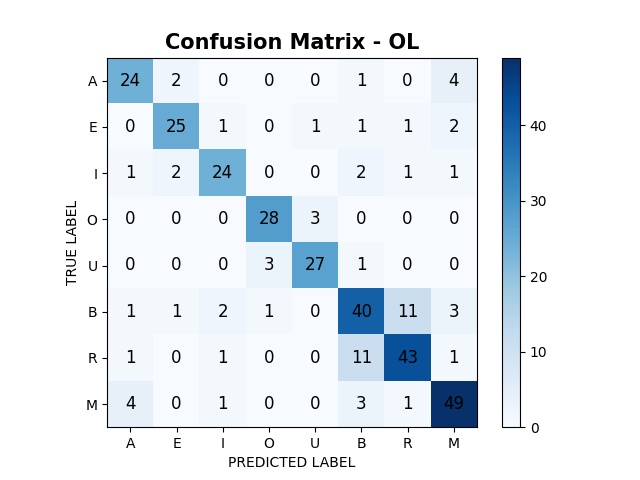 Confusion Matrix - OL
TRUE LABEL
A 24 2 0 0 0 1 0 4
E 0 25 1 0 1 1 1 2
I 1 2 24 0 0 2 1 1
O 0 0 0 28 3 0 0 0
U 0 0 0 3 27 1 0 0
B 1 1 2 1 0 40 11 3
R 1 0 1 0 0 11 43 1
M 4 0 1 0 0 3 1 49
A E I O U B R M
PREDICTED LABEL
40
30
20
10
0